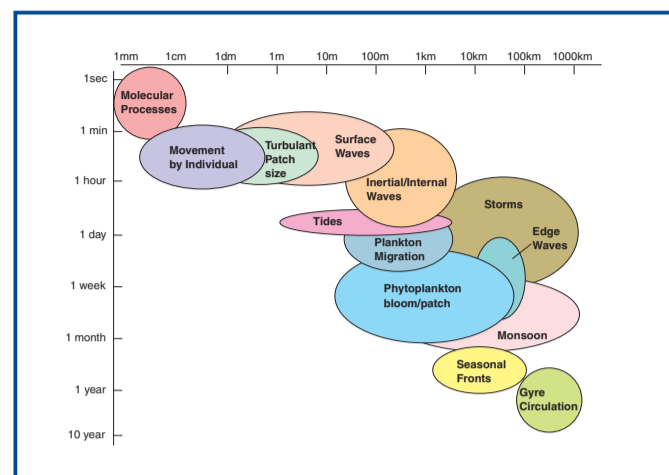 1mm 1cm 1dm 1m 10m 100m 1km 10km 100km 1000km
1sec
Molecular
Processes
1 min
Movement
by Individual
Turbulant
Patch
size
Surface
Waves
1 hour
Inertial/Internal
Waves
Storms
Tides
1 day
Plankton
Migration
Edge
Waves
1 week
Phytoplankton
bloom/patch
1 month
Monsoon
Seasonal
Fronts
1 year
Gyre
Circulation
10 year